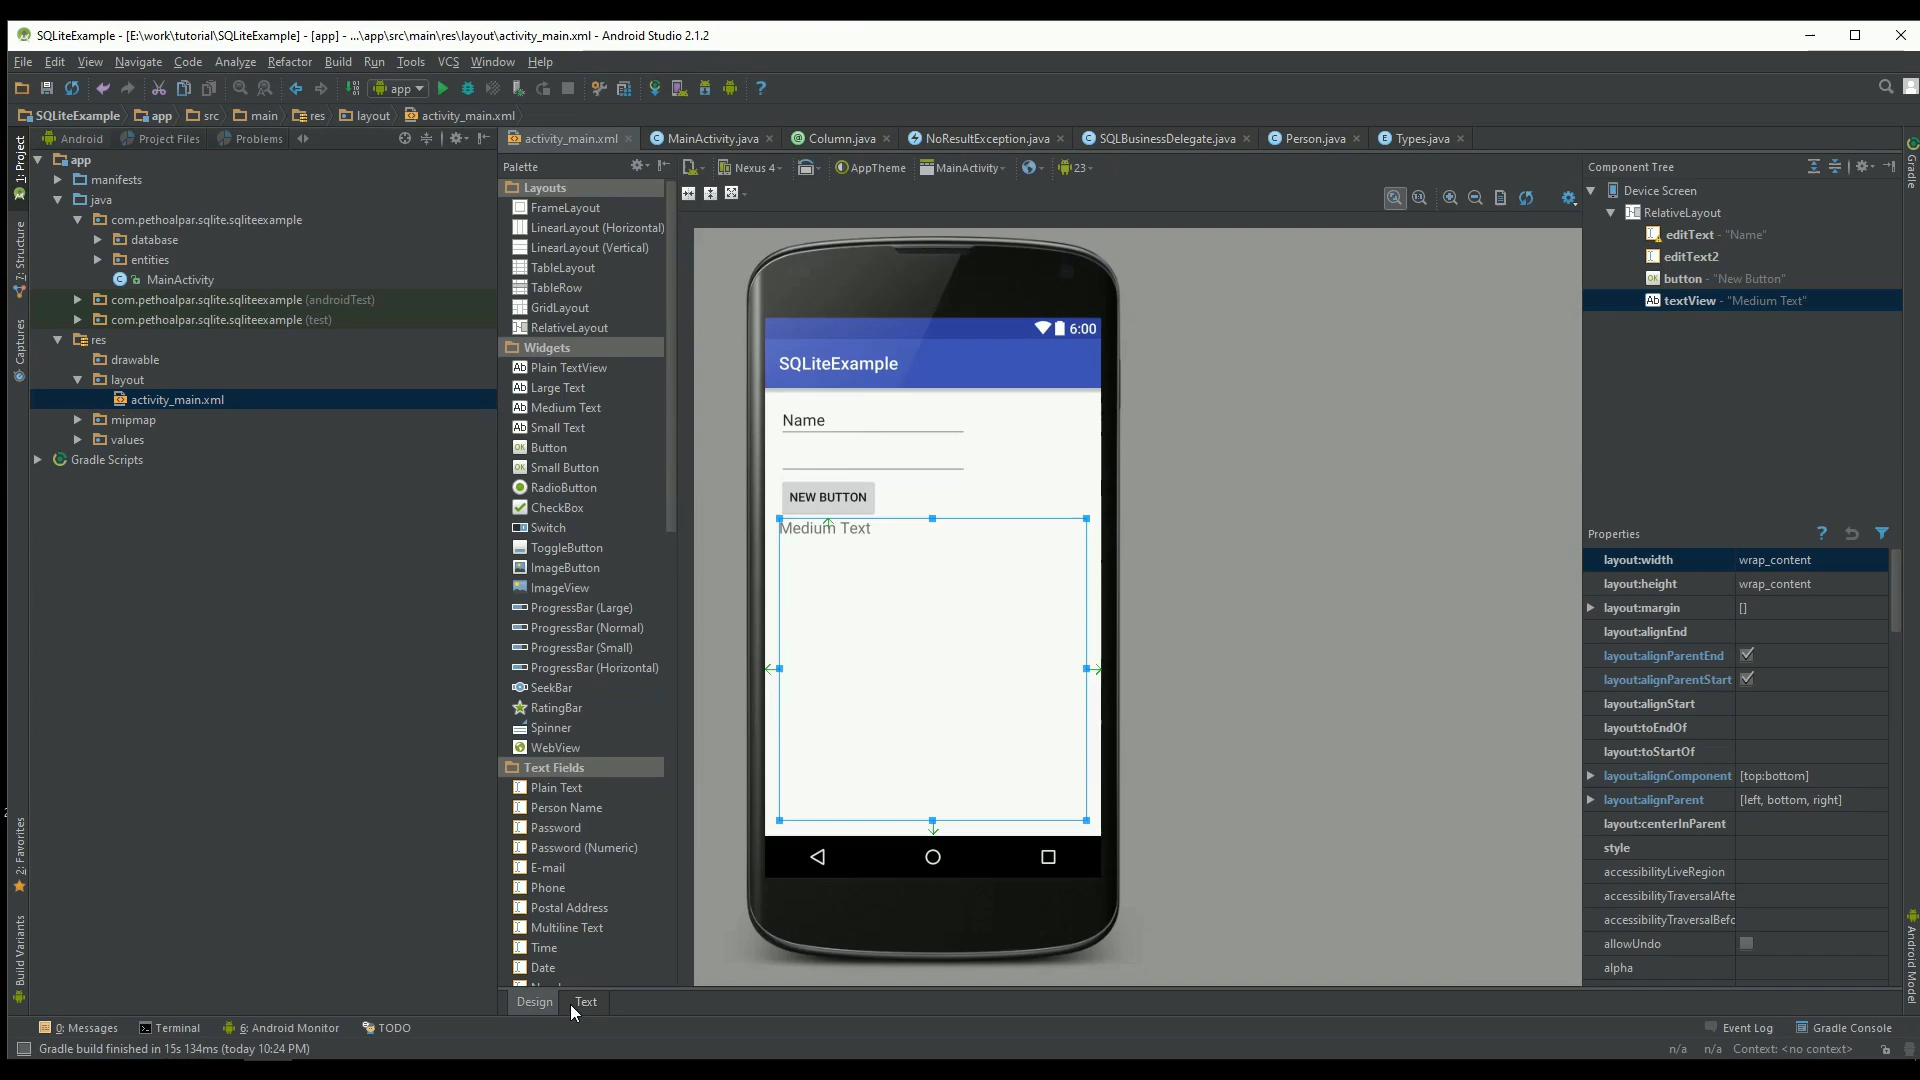 SQLiteExample - [E:\work\tutorial\SQLiteExample] - [app] - ...\app\src\main\res\layout\activity_main.xml - Android Studio 2.1.2
File Edit View Navigate Code Analyze Refactor Build Run Tools VCS Window Help
app
SQLiteExample app src main res layout activity_main.xml
Android Project Files Problems
activity_main.xml MainActivity.java Column.java NoResultException.java SQLBusinessDelegate.java Person.java Types.java
1: Project
7: Structure
Captures
2: Favorites
Build Variants
app
manifests
java
com.pethoalpar.sqlite.sqliteexample
database
entities
MainActivity
com.pethoalpar.sqlite.sqliteexample (androidTest)
com.pethoalpar.sqlite.sqliteexample (test)
res
drawable
layout
activity_main.xml
mipmap
values
Gradle Scripts
Palette
Layouts
FrameLayout
LinearLayout (Horizontal)
LinearLayout (Vertical)
TableLayout
TableRow
GridLayout
RelativeLayout
Widgets
Ab Plain TextView
Ab Large Text
Ab Medium Text
Ab Small Text
OK Button
OK Small Button
RadioButton
CheckBox
Switch
ToggleButton
ImageButton
ImageView
ProgressBar (Large)
ProgressBar (Normal)
ProgressBar (Small)
ProgressBar (Horizontal)
SeekBar
RatingBar
Spinner
WebView
Text Fields
Plain Text
Person Name
Password
Password (Numeric)
E-mail
Phone
Postal Address
Multiline Text
Time
Date
Nexus 4 AppTheme MainActivity 23
6:00
SQLiteExample
Name
NEW BUTTON
Medium Text
Design Text
Component Tree
Device Screen
RelativeLayout
editText - "Name"
editText2
OK button - "New Button"
Ab textView - "Medium Text"
Properties
layout:width wrap_content
layout:height wrap_content
layout:margin []
layout:alignEnd
layout:alignParentEnd
layout:alignParentStart
layout:alignStart
layout:toEndOf
layout:toStartOf
layout:alignComponent [top:bottom]
layout:alignParent [left, bottom, right]
layout:centerInParent
style
accessibilityLiveRegion
accessibilityTraversalAfte
accessibilityTraversalBefo
allowUndo
alpha
Gradle
Android Model
0: Messages Terminal 6: Android Monitor TODO
Event Log Gradle Console
Gradle build finished in 15s 134ms (today 10:24 PM)
n/a n/a Context: <no context>